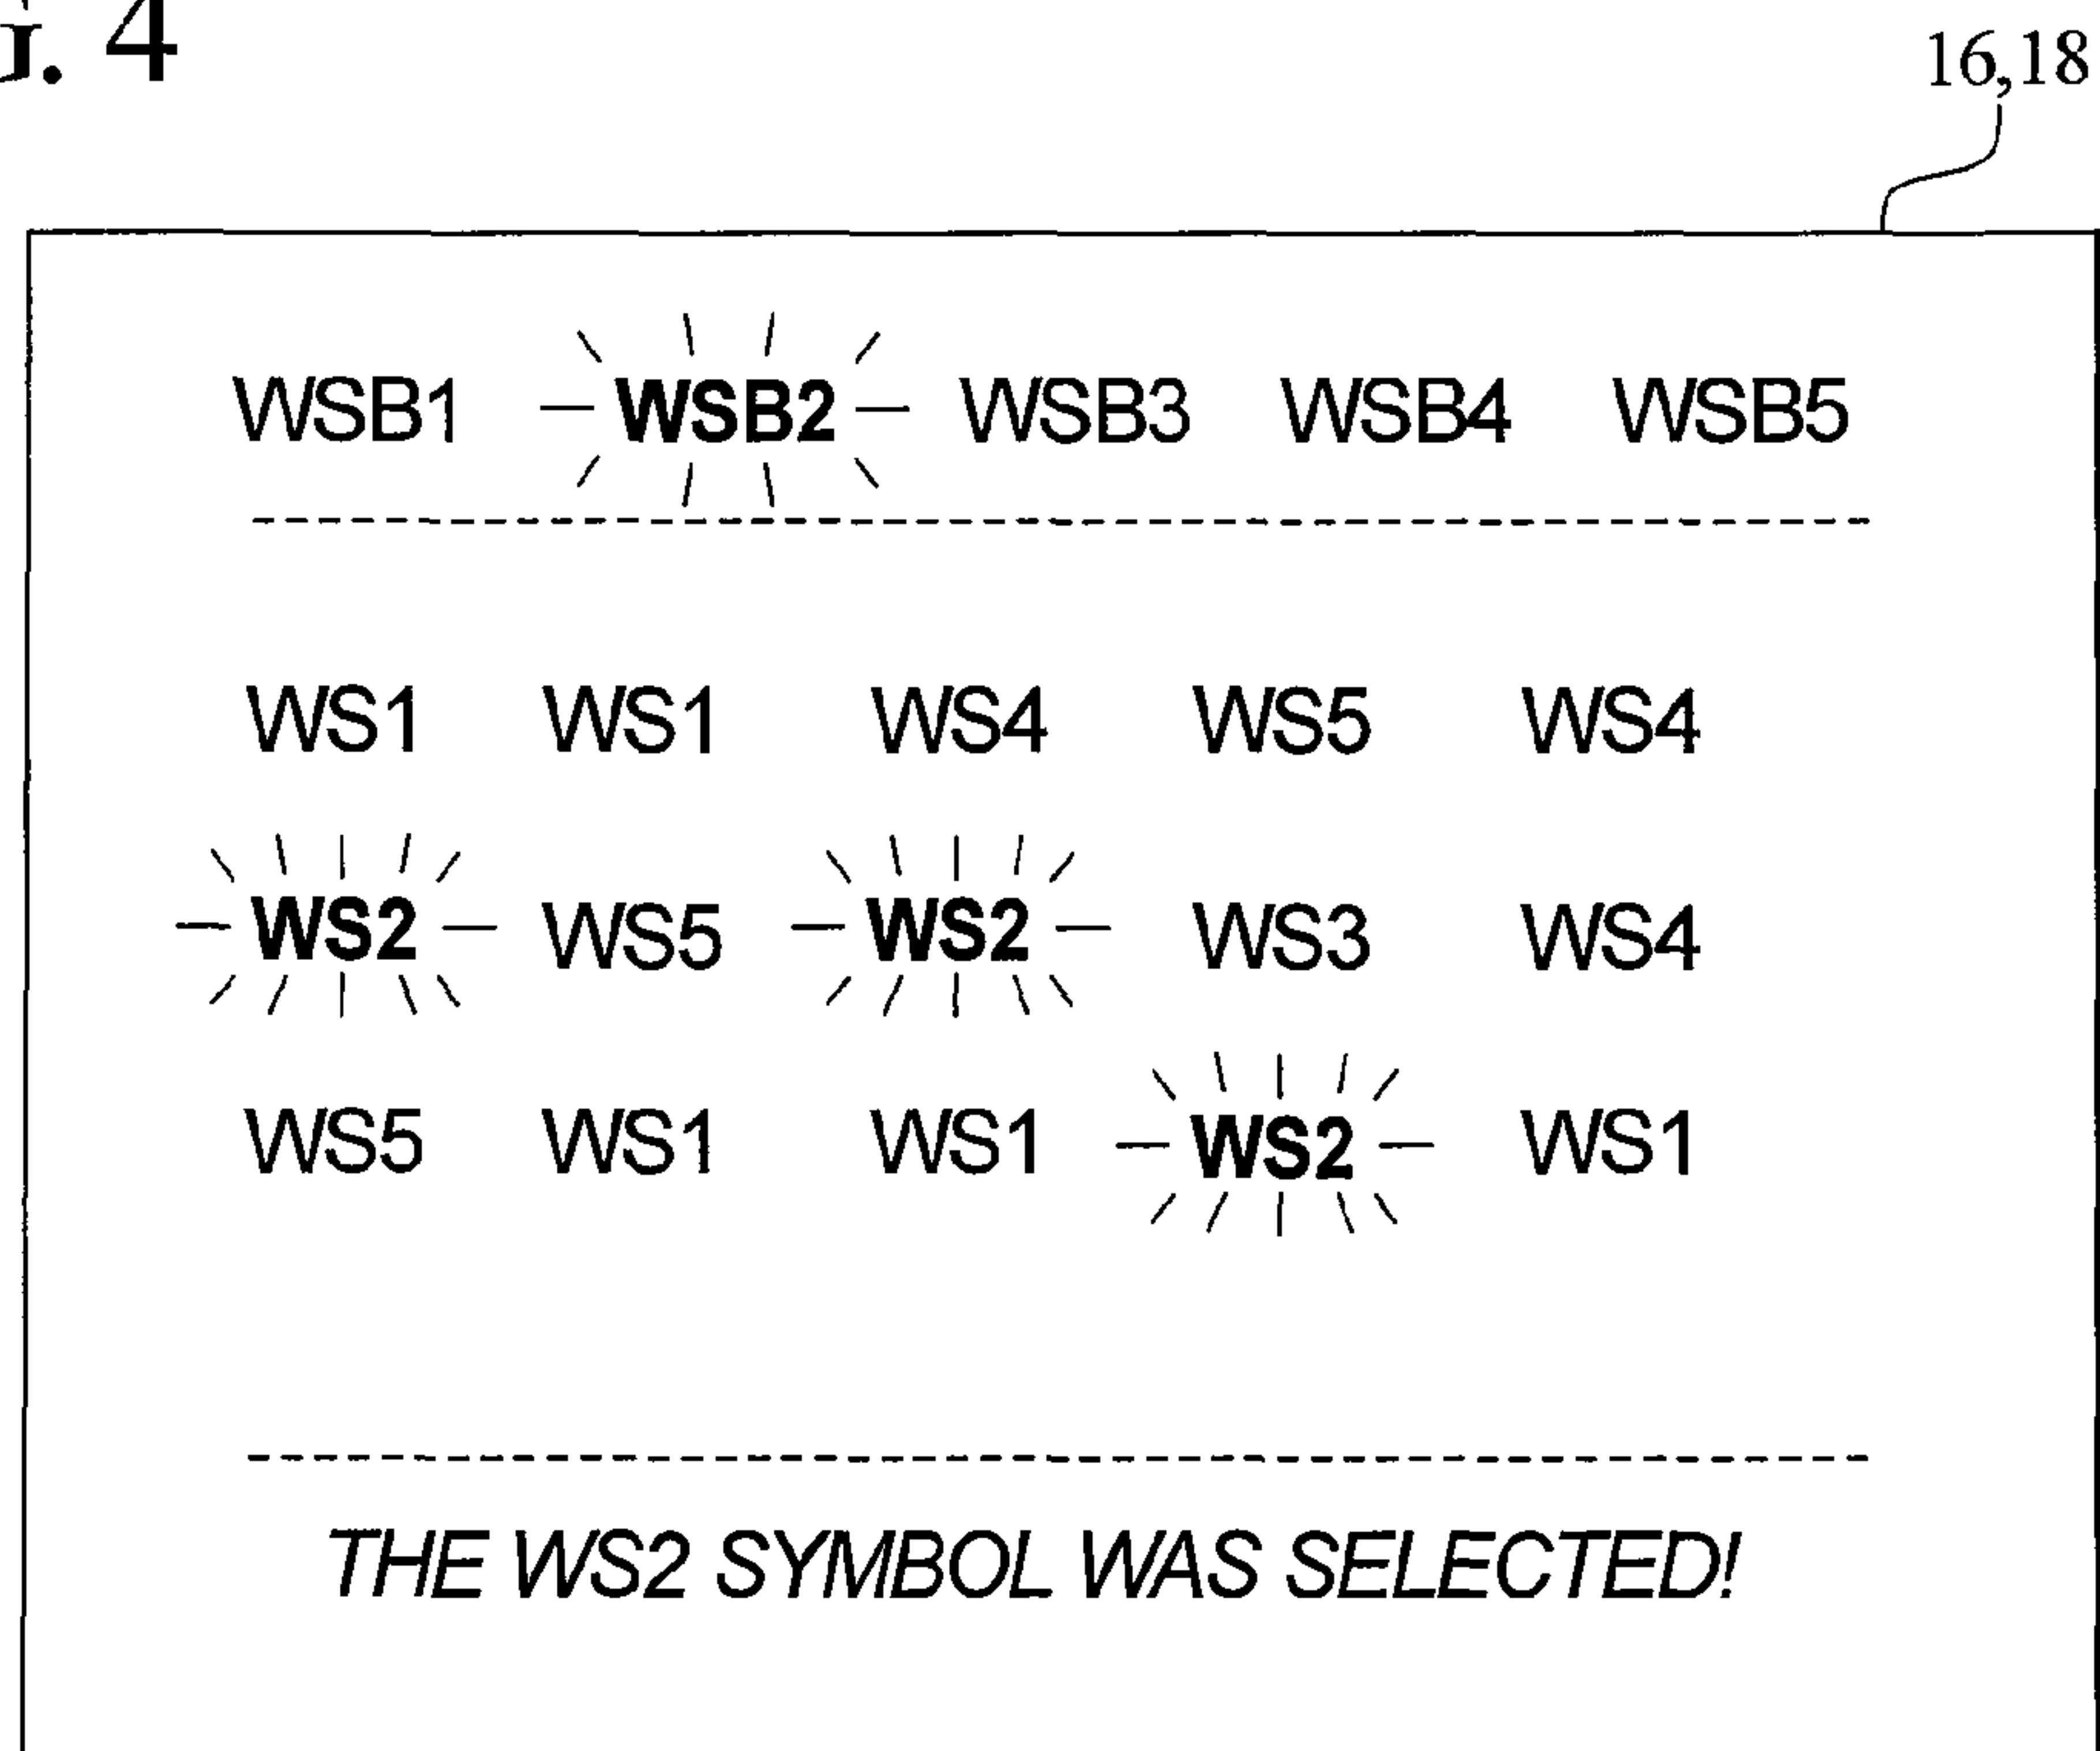 . 4
16,18
WSB1 WSB2 WSB3 WSB4 WSB5
WS1 WS1 WS4 WS5 WS4
WS2 WS5 WS2 WS3 WS4
WS5 WS1 WS1 WS2 WS1
THE WS2 SYMBOL WAS SELECTED!